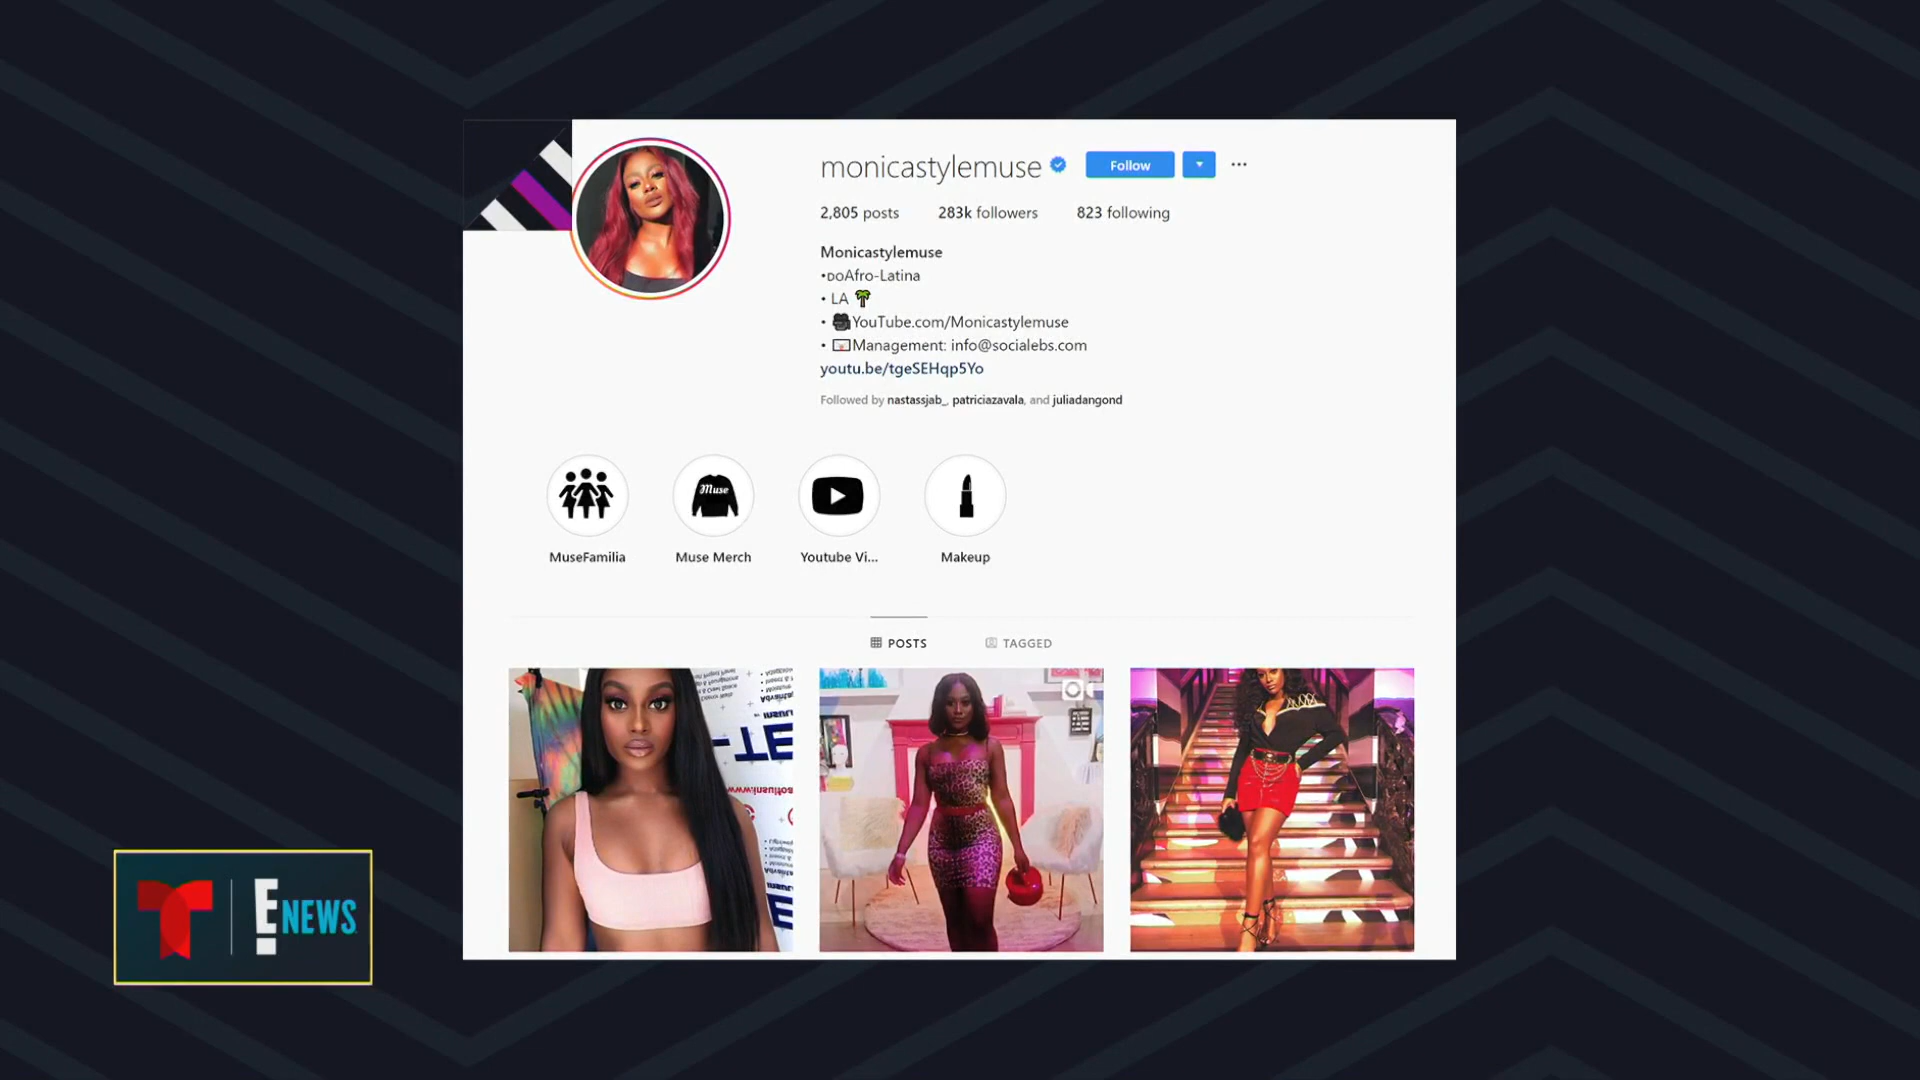 monicastylemuse
Follow
2,805 posts 283k followers 823 following
Monicastylemuse
•DOAfro-Latina
• LA
• YouTube.com/Monicastylemuse
• Management: info@socialebs.com
youtu.be/tgeSEHqp5Yo
Followed by nastassjab_, patriciazavala, and juliadangond
Muse
MuseFamilia
Muse Merch
Youtube Vi...
Makeup
POSTS
TAGGED
E! NEWS